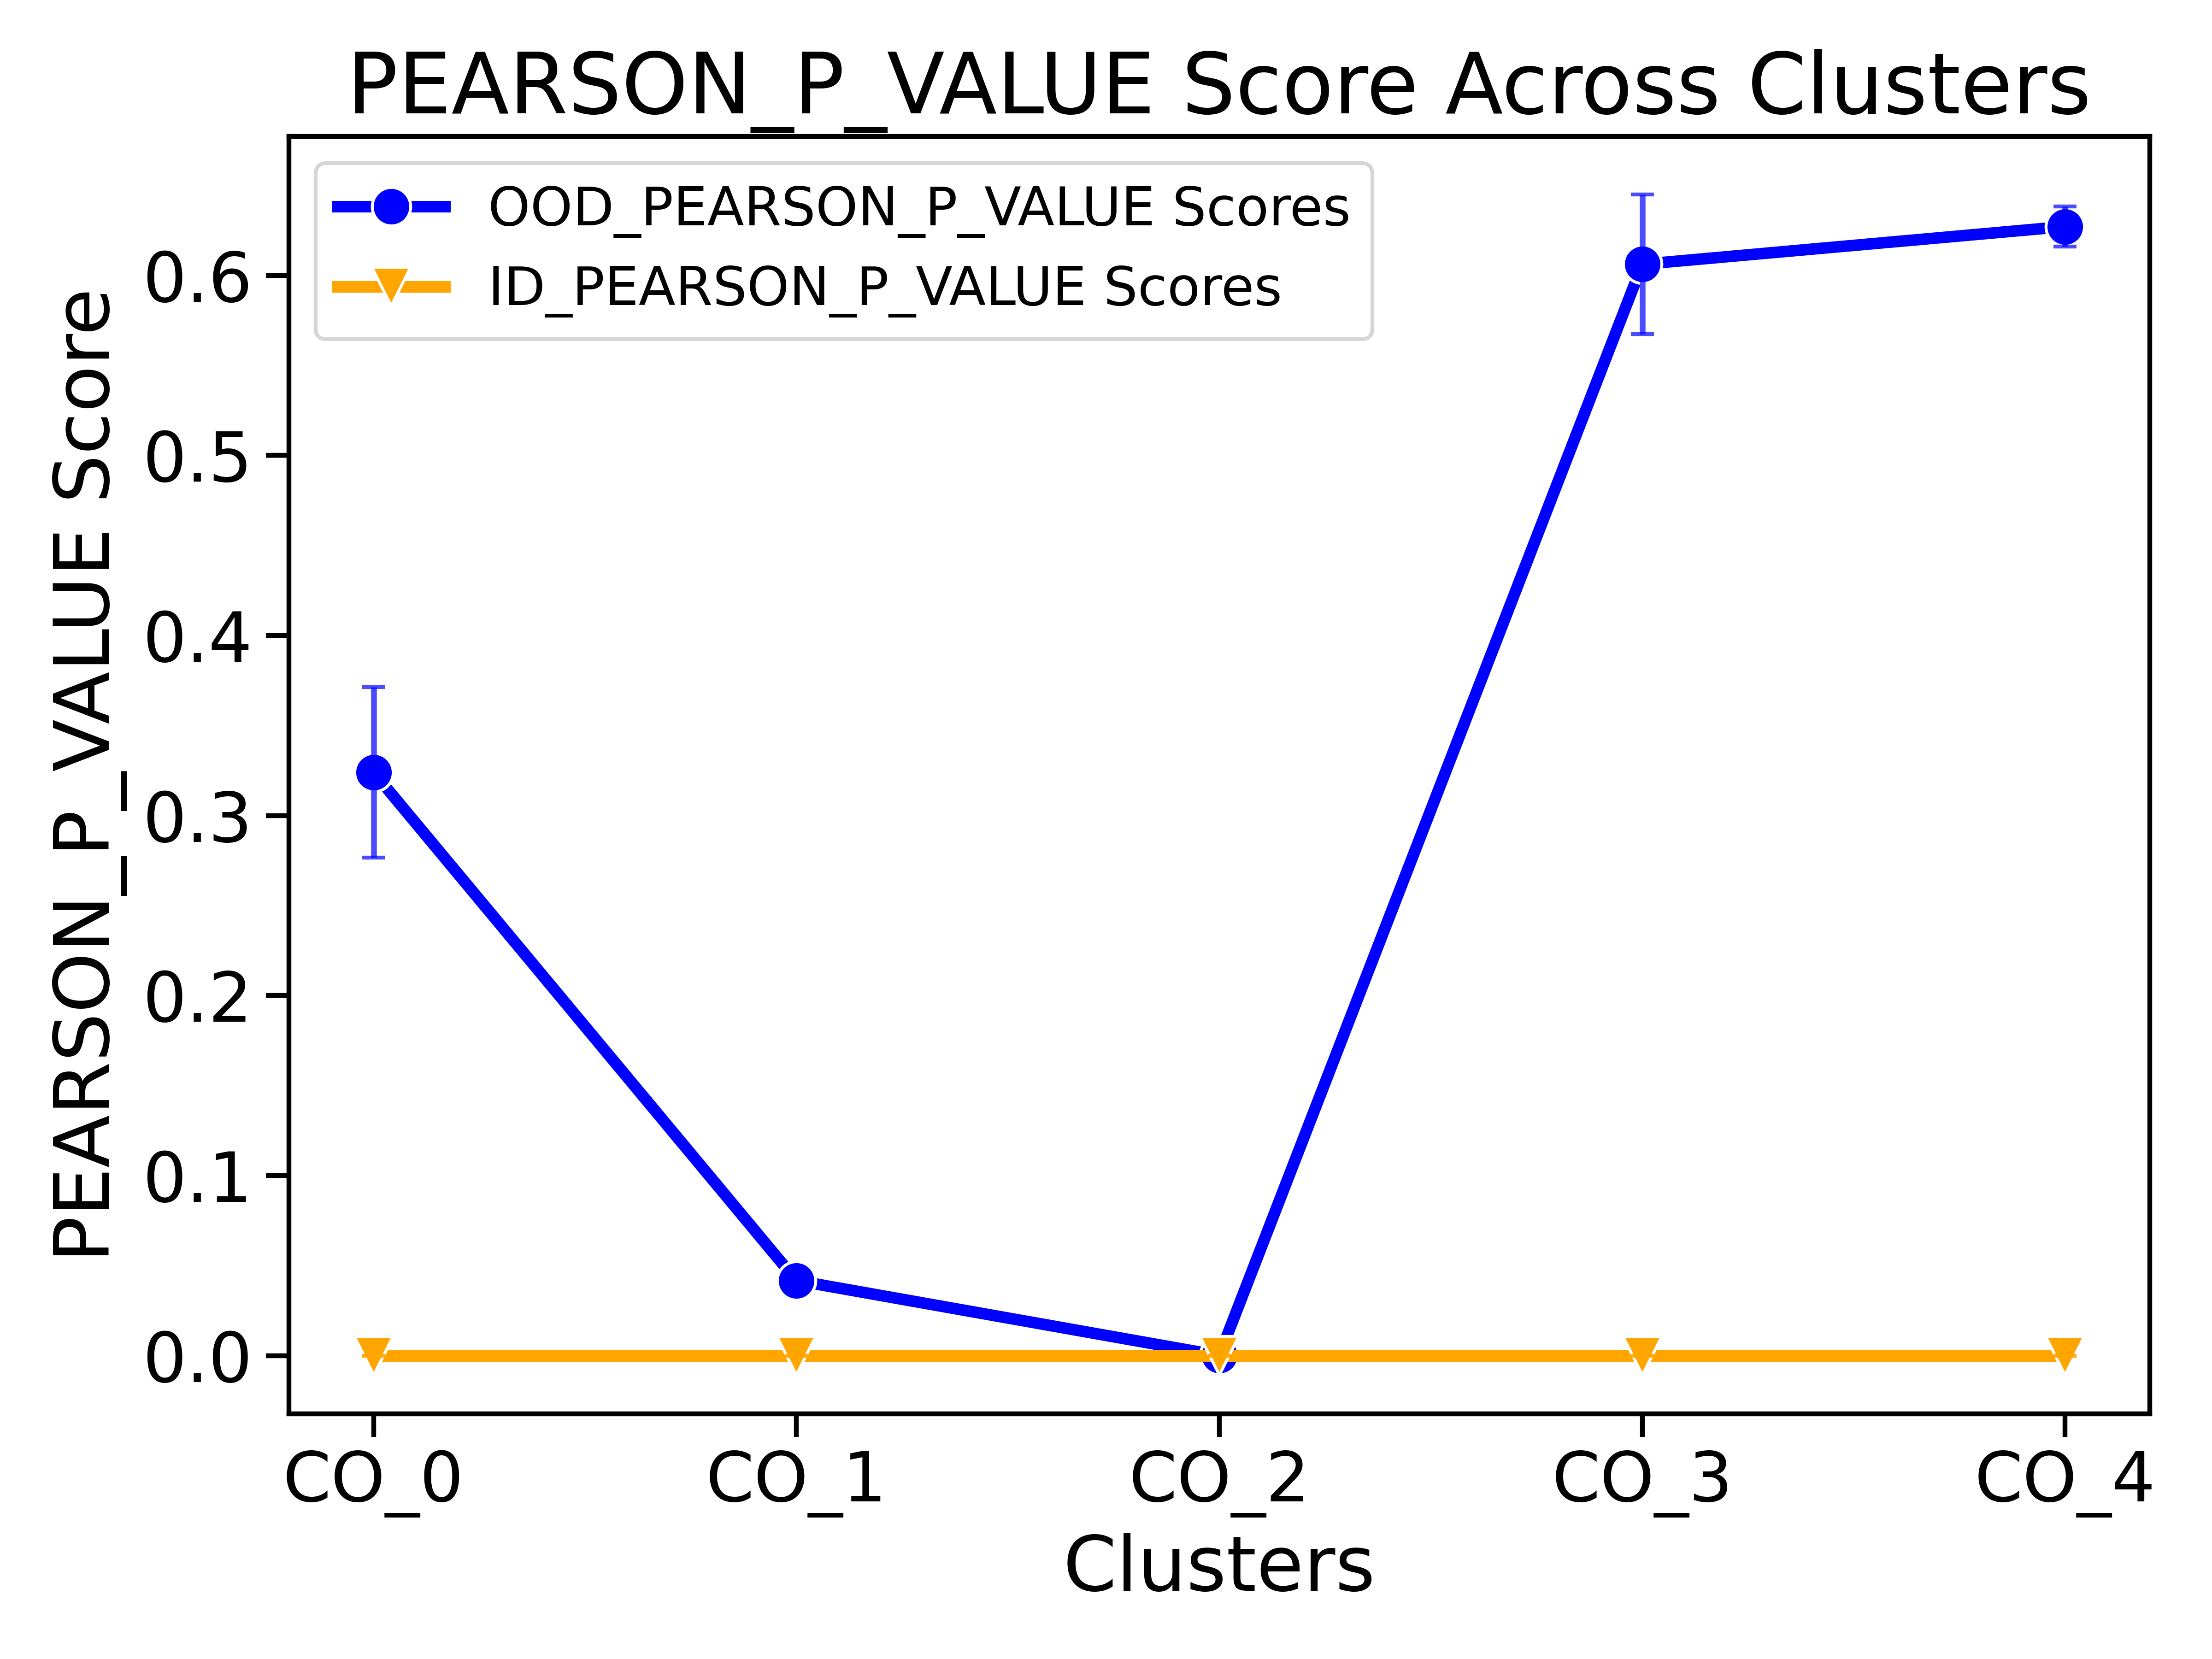 PEARSON_P_VALUE Score Across Clusters
OOD_PEARSON_P_VALUE Scores
ID_PEARSON_P_VALUE Scores
PEARSON_P_VALUE Score
0.6
0.5
0.4
0.3
0.2
0.1
0.0
CO_0 CO_1 CO_2 CO_3 CO_4
Clusters